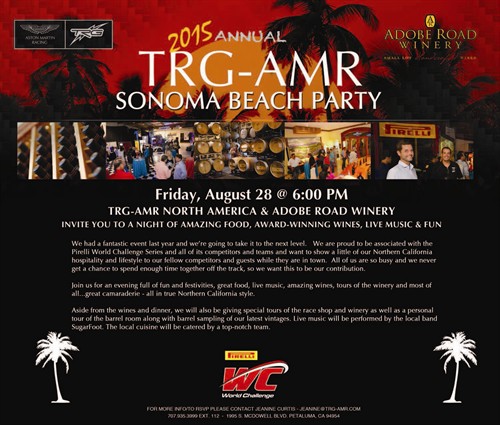 ASTON MARTIN
RACING
TRG
2015 ANNUAL
TRG-AMR
SONOMA BEACH PARTY
ADOBE ROAD
WINERY
PIRELLI
Friday, August 28 @ 6:00 PM
TRG-AMR NORTH AMERICA & ADOBE ROAD WINERY
INVITE YOU TO A NIGHT OF AMAZING FOOD, AWARD-WINNING WINES, LIVE MUSIC & FUN
We had a fantastic event last year and we're going to take it to the next level. We are proud to be associated with the
Pirelli World Challenge Series and all of its competitors and teams and want to show a little of our Northern California
hospitality and lifestyle to our fellow competitors and guests while they are in town. All of us are so busy and we never
get a chance to spend enough time together off the track, so we want this to be our contribution.
Join us for an evening full of fun and festivities, great food, live music, amazing wines, tours of the winery and most of
all...great camaraderie - all in true Northern California style.
Aside from the wines and dinner, we will also be giving special tours of the race shop and winery as well as a personal
tour of the barrel room along with barrel sampling of our latest vintages. Live music will be performed by the local band
SugarFoot. The local cuisine will be catered by a top-notch team.
PIRELLI
WC
World Challenge
FOR MORE INFO/TO RSVP PLEASE CONTACT JEANINE CURTIS - JEANINE@TRG-AMR.COM
707.935.3999 EXT. 112 - 1995 S. MCDOWELL BLVD. PETALUMA, CA 94954